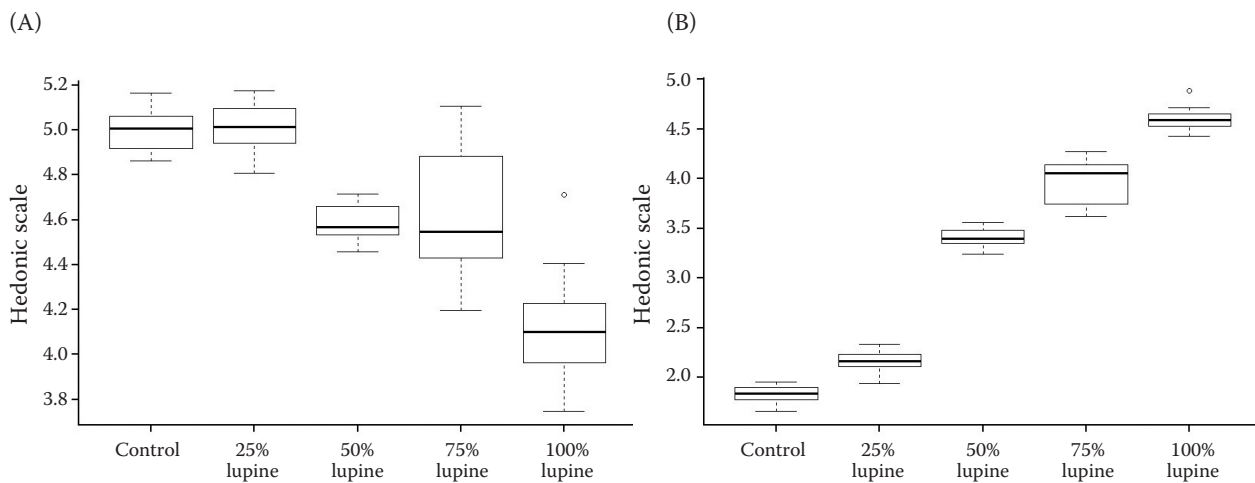 (A)
Hedonic scale
5.2
5.0
4.8
4.6
4.4
4.2
4.0
3.8
Control
25%
lupine
50%
lupine
75%
lupine
100%
lupine
(B)
Hedonic scale
5.0
4.5
4.0
3.5
3.0
2.5
2.0
Control
25%
lupine
50%
lupine
75%
lupine
100%
lupine